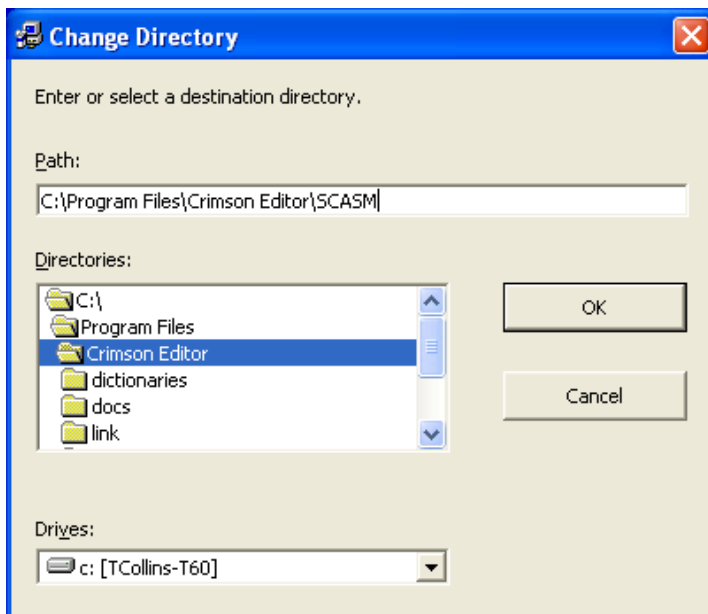 Change Directory
Enter or select a destination directory.
Path:
C:\Program Files\Crimson Editor\SCASM
Directories:
C:\
Program Files
Crimson Editor
dictionaries
docs
link
OK
Cancel
Drives:
c: [TCollins-T60]